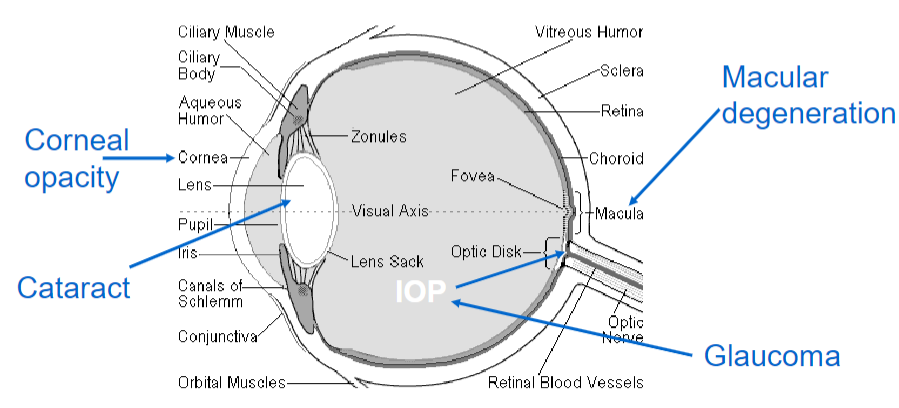 Ciliary Muscle
Ciliary
Body
Aqueous
Humor
Corneal
opacity
Cornea
Lens
Pupil
Iris
Cataract
Canals of
Schlemm
Conjunctiva
Orbital Muscles
Zonules
Fovea
Visual Axis
Optic Disk
Lens Sack
IOP
Vitreous Humor
Sclera
Retina
Choroid
Macula
Macular
degeneration
Optic
Nerve
Glaucoma
Retinal Blood Vessels